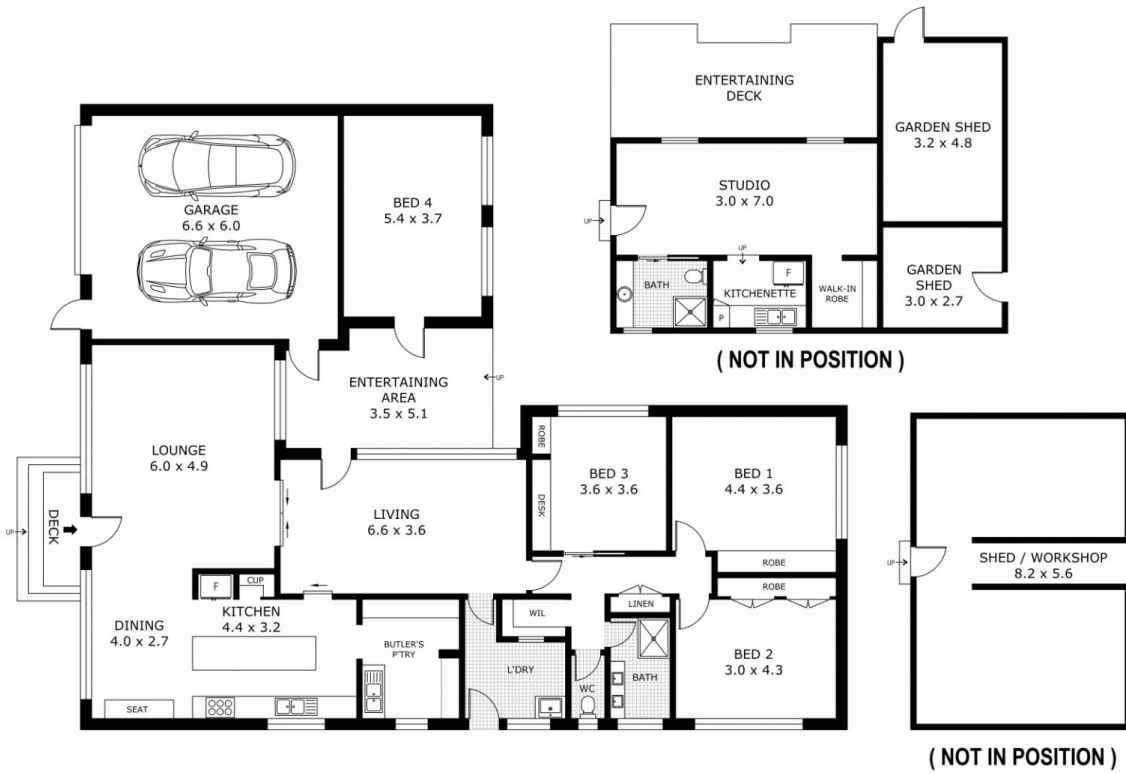 ENTERTAINING
DECK
GARDEN SHED
3.2 x 4.8
STUDIO
3.0 x 7.0
UP
UP
BATH
F
KITCHENETTE
P
WALK-IN
ROBE
GARDEN
SHED
3.0 x 2.7
( NOT IN POSITION )
GARAGE
6.6 x 6.0
BED 4
5.4 x 3.7
ENTERTAINING
AREA
3.5 x 5.1
UP
LOUNGE
6.0 x 4.9
DECK
UP
LIVING
6.6 x 3.6
ROBE
DESK
BED 3
3.6 x 3.6
BED 1
4.4 x 3.6
ROBE
ROBE
LINEN
F
CUP
KITCHEN
4.4 x 3.2
DINING
4.0 x 2.7
SEAT
BUTLER'S
P'TRY
WIL
L'DRY
WC
BATH
BED 2
3.0 x 4.3
UP
SHED / WORKSHOP
8.2 x 5.6
( NOT IN POSITION )